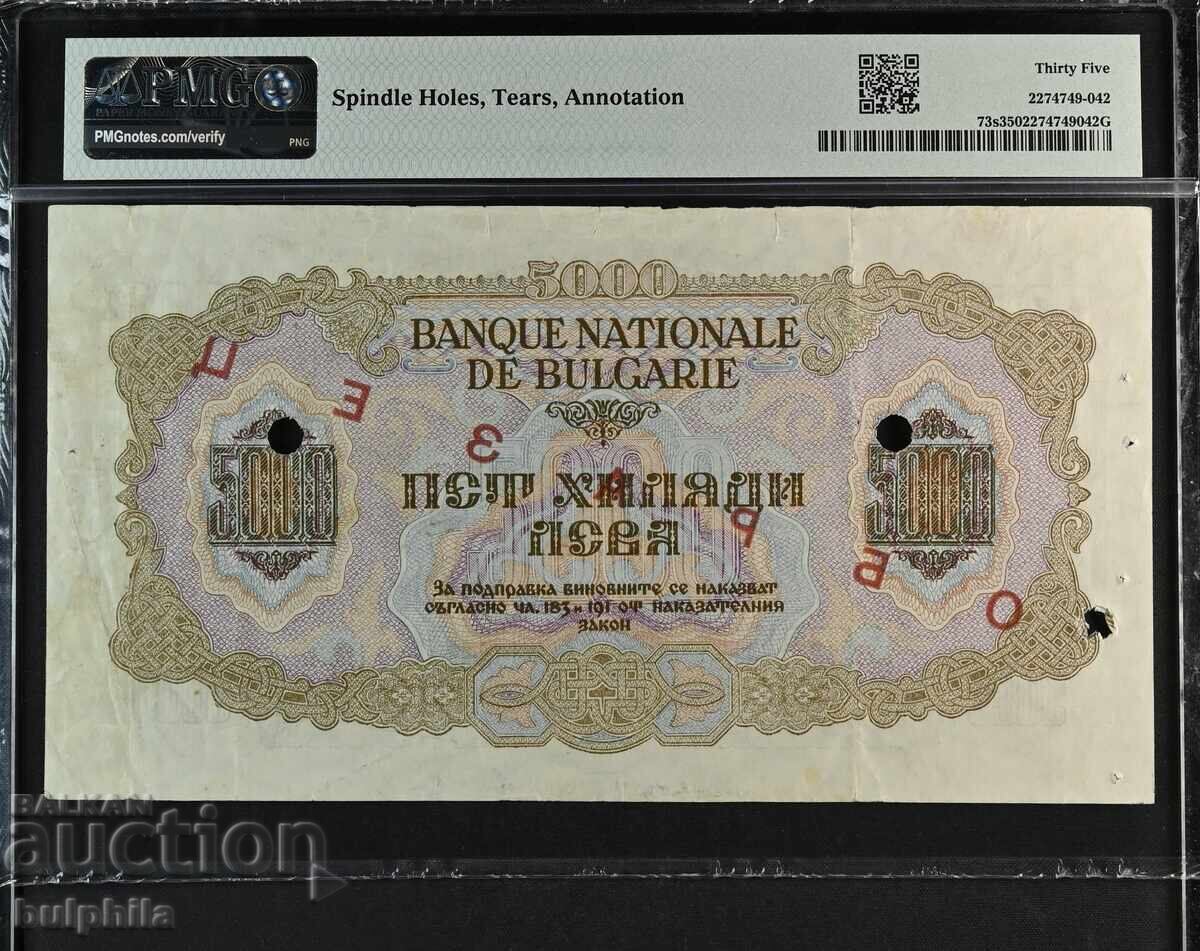 PMG
PMGnotes.com/verify
PNG
Spindle Holes, Tears, Annotation
Thirty Five
2274749-042
73s3502274749042G
5000
BANQUE NATIONALE
DE BULGARIE
5000
5000
5000
ПЕТ ХИЛЯДИ
ЛЕВА
ОБРАЗЕЦ
За подправка виновните се наказват
съгласно чл. 183 и 191 от наказателния
закон
BALKAN
auction
bulphila